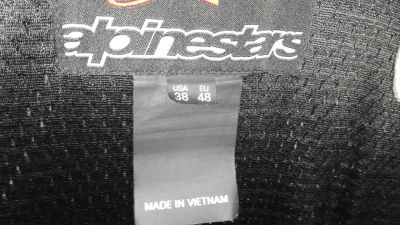 alpinestars
USA EU
38 48
MADE IN VIETNAM